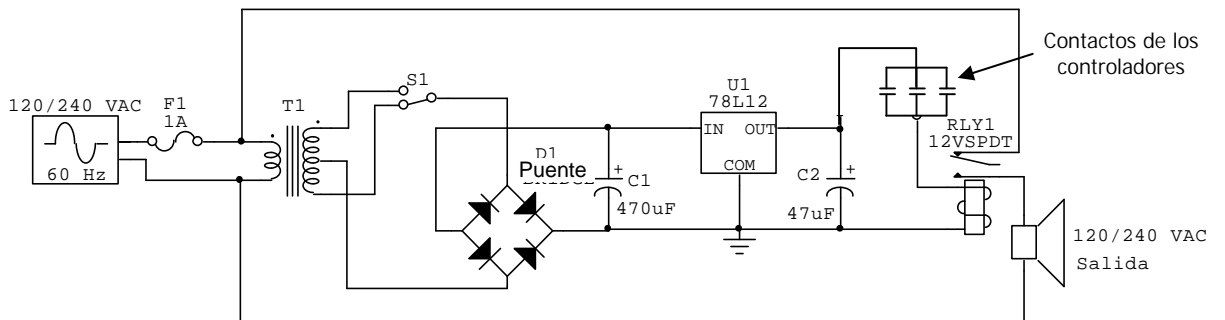 Contactos de los
controladores
120/240 VAC
60 Hz
F1
1A
T1
S1
U1
78L12
IN OUT
COM
RLY1
12VSPDT
Puente
+
C1
470uF
+
C2
47uF
120/240 VAC
Salida